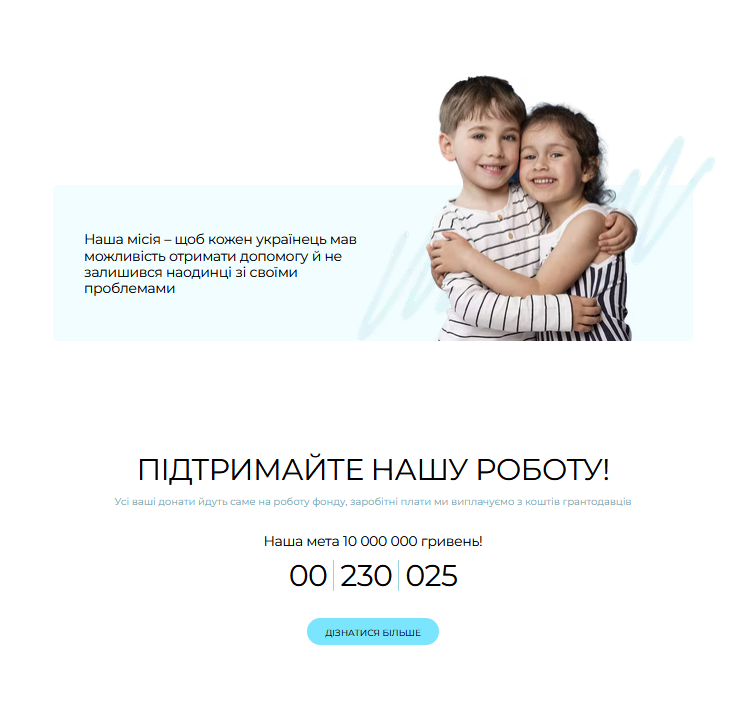 Наша місія – щоб кожен українець мав
можливість отримати допомогу й не
залишився наодинці зі своїми
проблемами
ПІДТРИМАЙТЕ НАШУ РОБОТУ!
Усі ваші донати йдуть саме на роботу фонду, заробітні плати ми виплачуємо з коштів грантодавців
Наша мета 10 000 000 гривень!
00 230 025
ДІЗНАТИСЯ БІЛЬШЕ